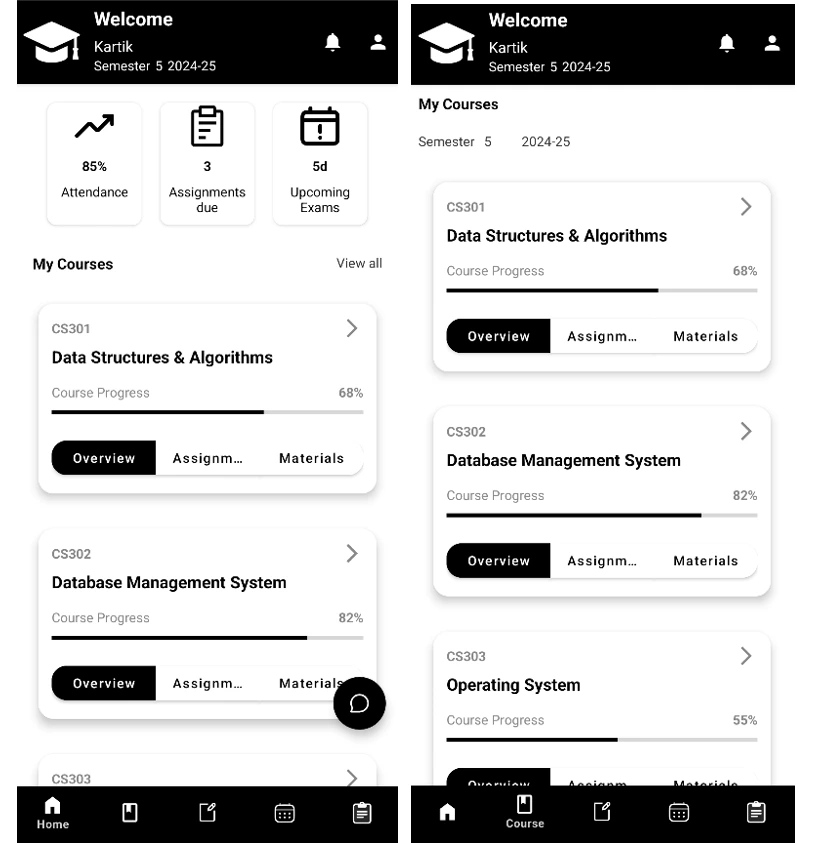 Welcome
Kartik
Semester 5 2024-25
85%
Attendance
3
Assignments
due
5d
Upcoming
Exams
My Courses
View all
CS301
Data Structures & Algorithms
Course Progress
68%
Overview
Assignm...
Materials
CS302
Database Management System
Course Progress
82%
Overview
Assignm...
Materials
CS303
Home
Welcome
Kartik
Semester 5 2024-25
My Courses
Semester 5 2024-25
CS301
Data Structures & Algorithms
Course Progress
68%
Overview
Assignm...
Materials
CS302
Database Management System
Course Progress
82%
Overview
Assignm...
Materials
CS303
Operating System
Course Progress
55%
Overview
Assignm
Materials
Course